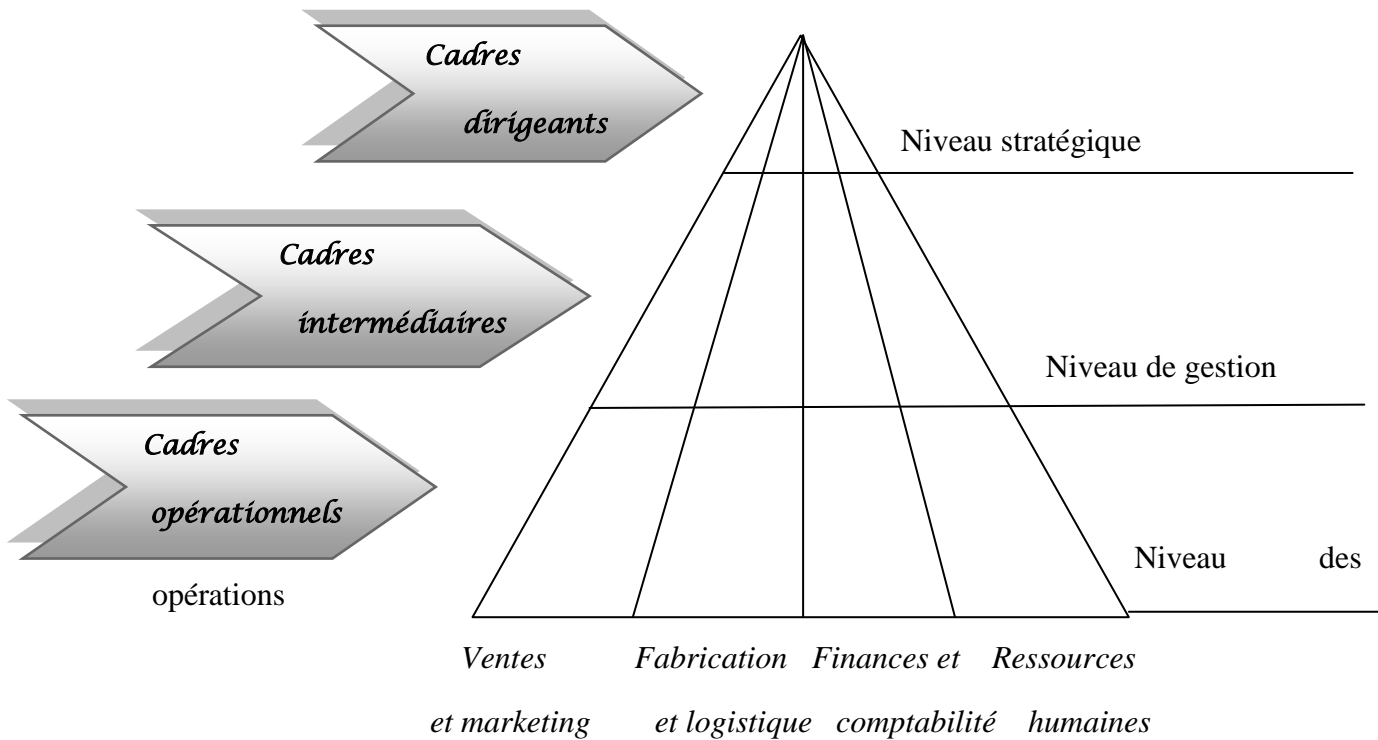 Cadres
dirigeants
Niveau stratégique
Cadres
intermédiaires
Niveau de gestion
Cadres
opérationnels
Niveau des
opérations
Ventes Fabrication Finances et Ressources
et marketing et logistique comptabilité humaines